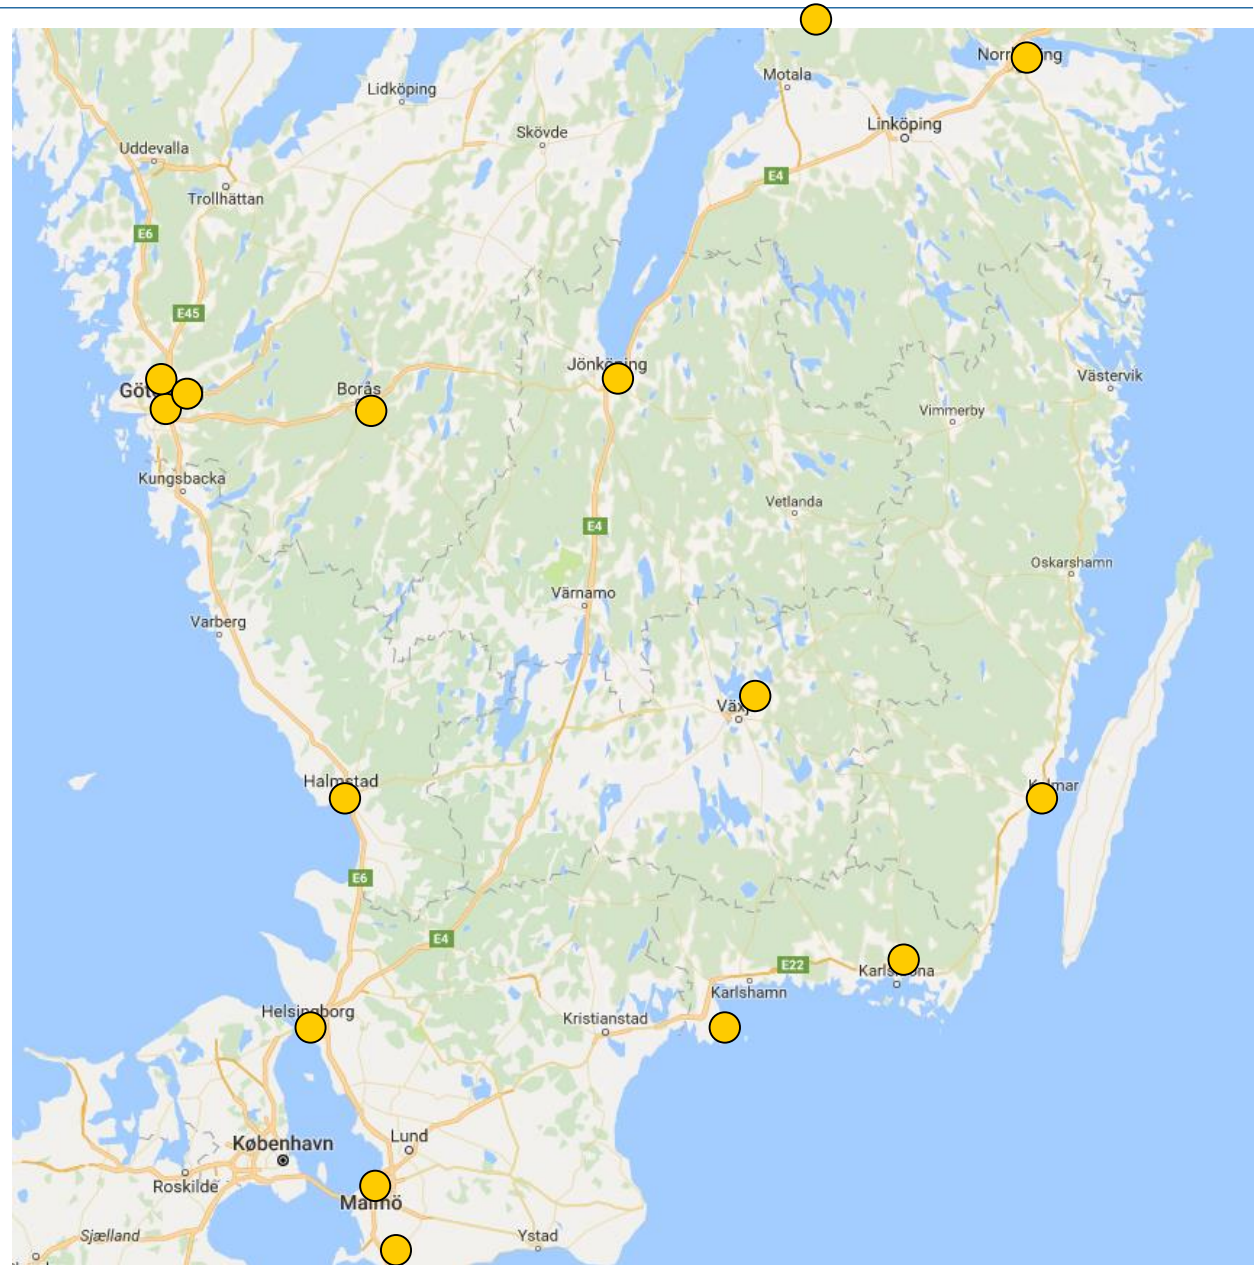 Motala
Lidköping
Linköping
Skövde
Uddevalla
E4
Trollhättan
E6
E45
Jönköping
Västervik
Borås
Vimmerby
Kungsbacka
Vetlanda
E4
Oskarshamn
Värnamo
Varberg
Halmstad
E6
E4
E22
Karlshamn
Helsingborg
Kristianstad
Lund
København
Roskilde
Malmö
Sjælland
Ystad